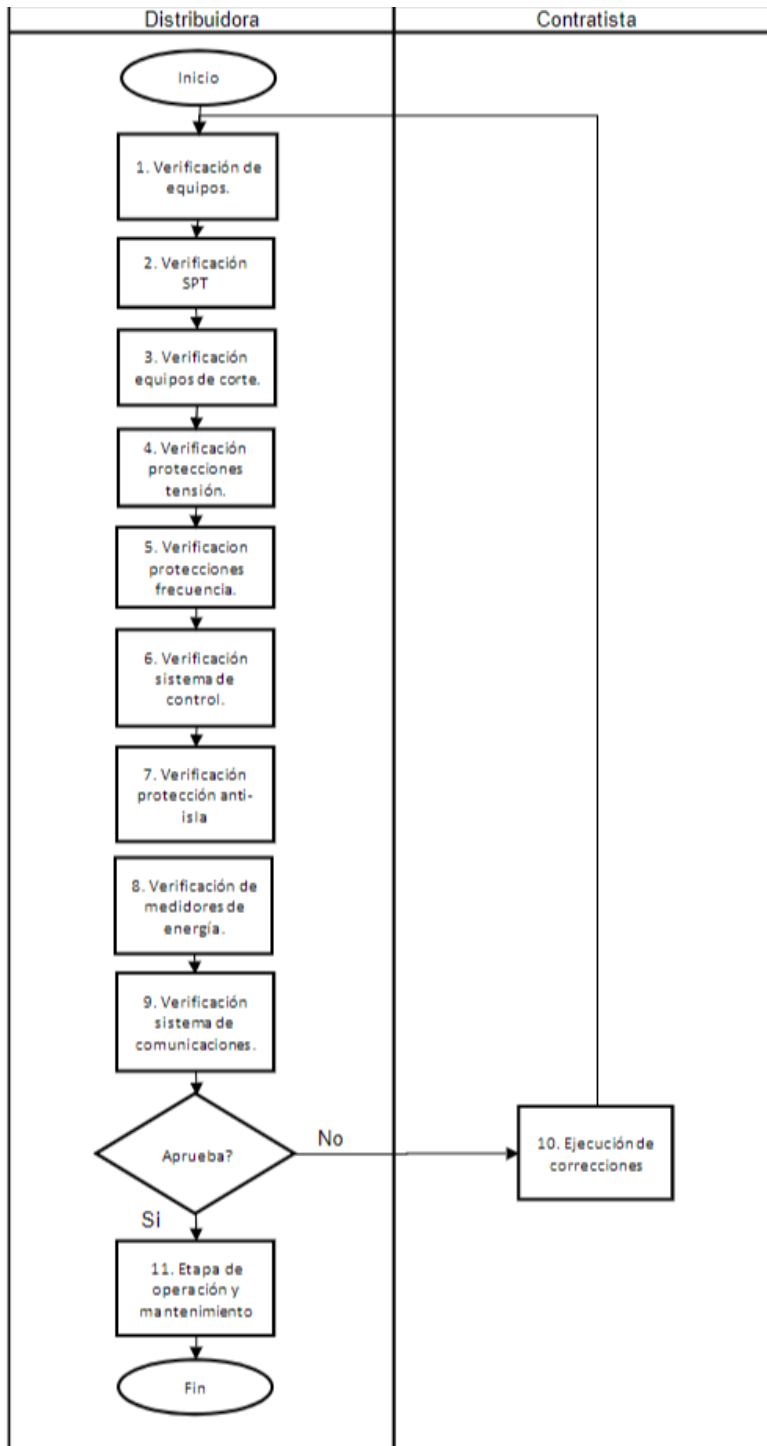 Distribuidora
Contratista
Inicio
1. Verificación de
equipos.
2. Verificación
SPT
3. Verificación
equipos de corte.
4. Verificación
protecciones
tensión.
5. Verificacion
protecciones
frecuencia.
6. Verificación
sistema de
control.
7. Verificación
protección anti-
isla
8. Verificación de
medidores de
energía.
9. Verificación
sistema de
comunicaciones.
Aprueba?
No
10. Ejecución de
correcciones
Si
11. Etapa de
operación y
mantenimiento
Fin